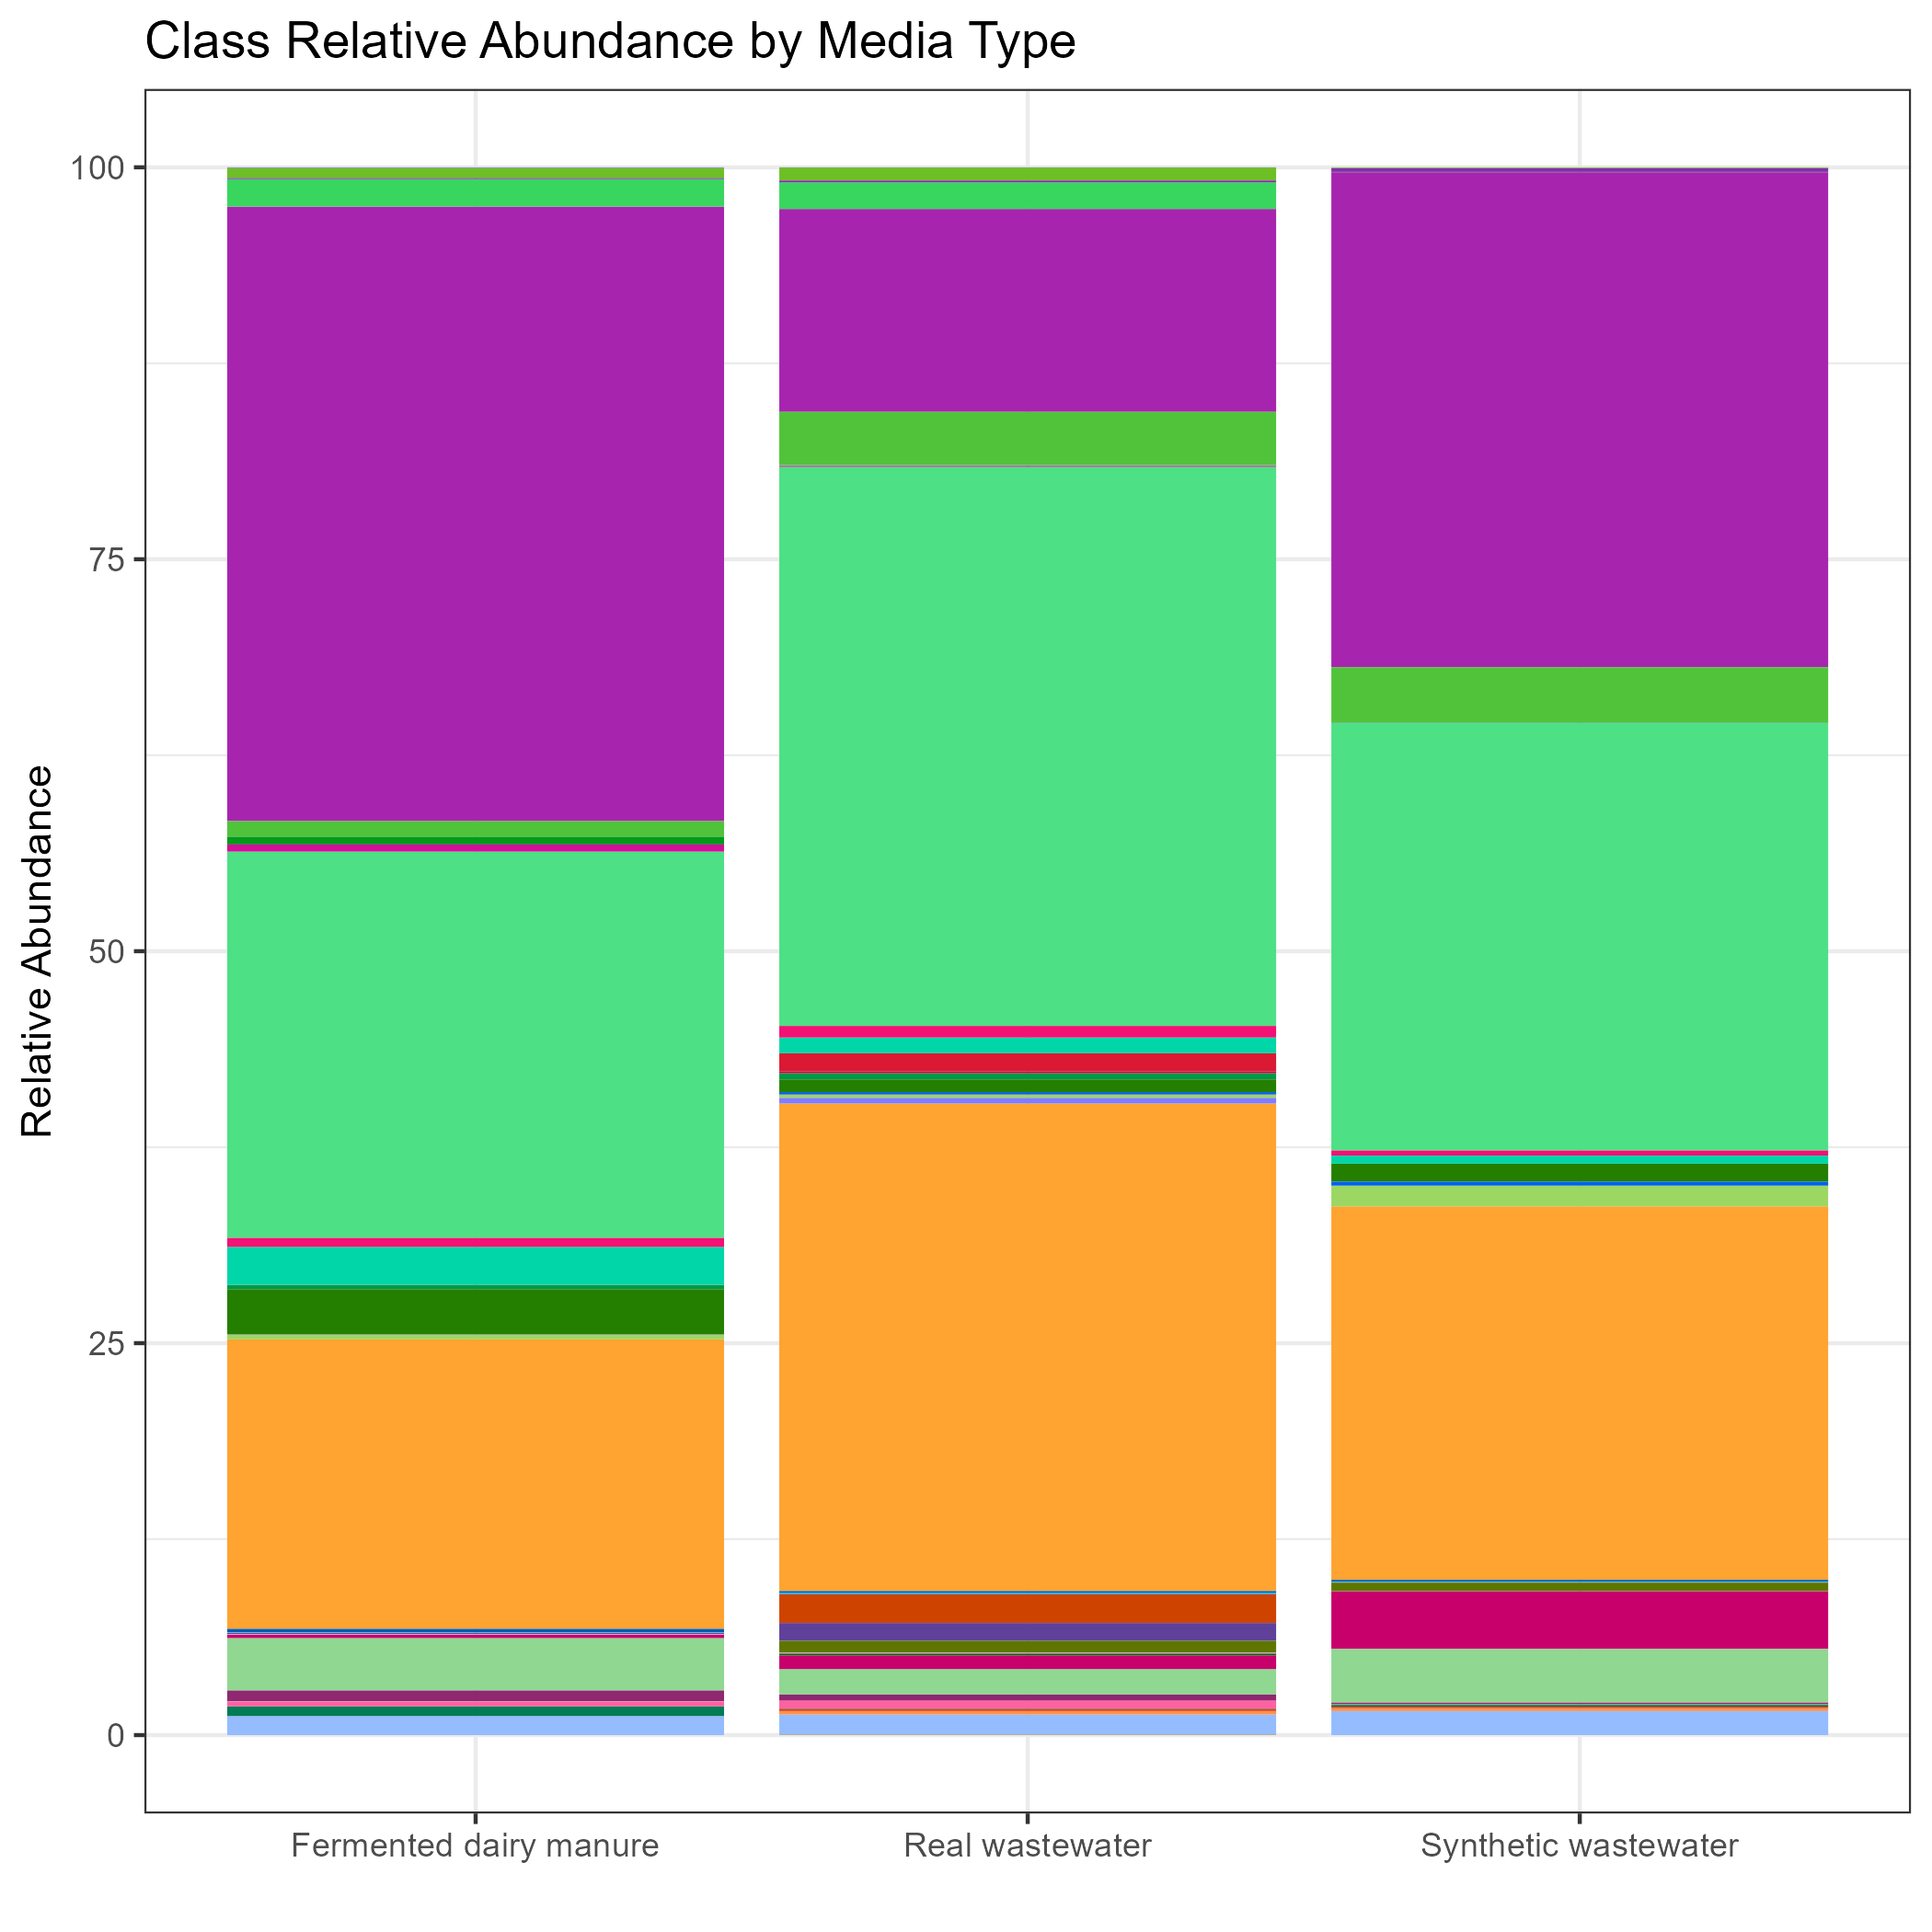 Class Relative Abundance by Media Type
Relative Abundance
100
75
50
25
0
Fermented dairy manure
Real wastewater
Synthetic wastewater